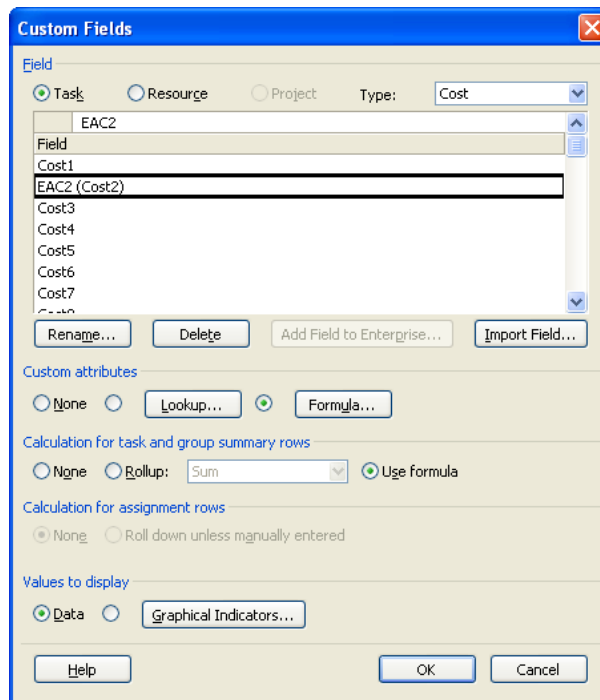 Custom Fields
Field
Task Resource Project Type: Cost
EAC2
Field
Cost1
EAC2 (Cost2)
Cost3
Cost4
Cost5
Cost6
Cost7
Rename... Delete Add Field to Enterprise... Import Field...
Custom attributes
None Lookup... Formula...
Calculation for task and group summary rows
None Rollup: Sum Use formula
Calculation for assignment rows
None Roll down unless manually entered
Values to display
Data Graphical Indicators...
Help OK Cancel